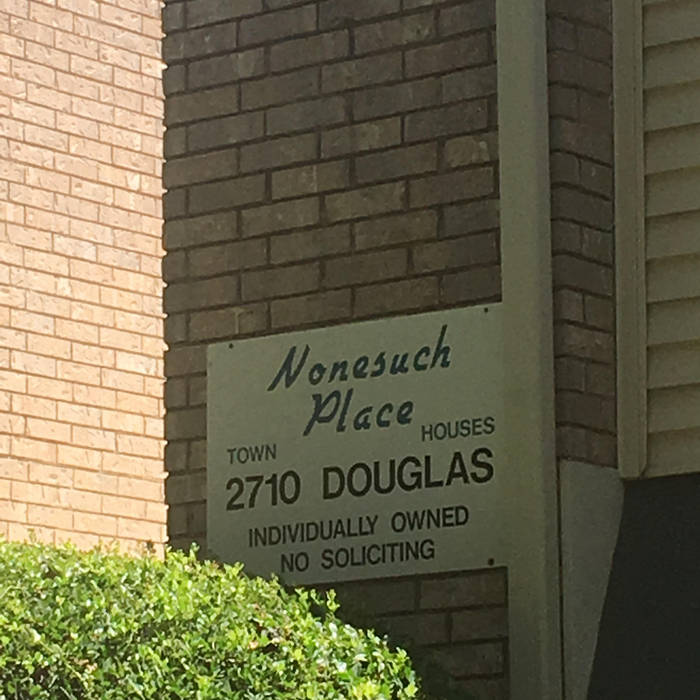 Nonesuch
Place
TOWN HOUSES
2710 DOUGLAS
INDIVIDUALLY OWNED
NO SOLICITING